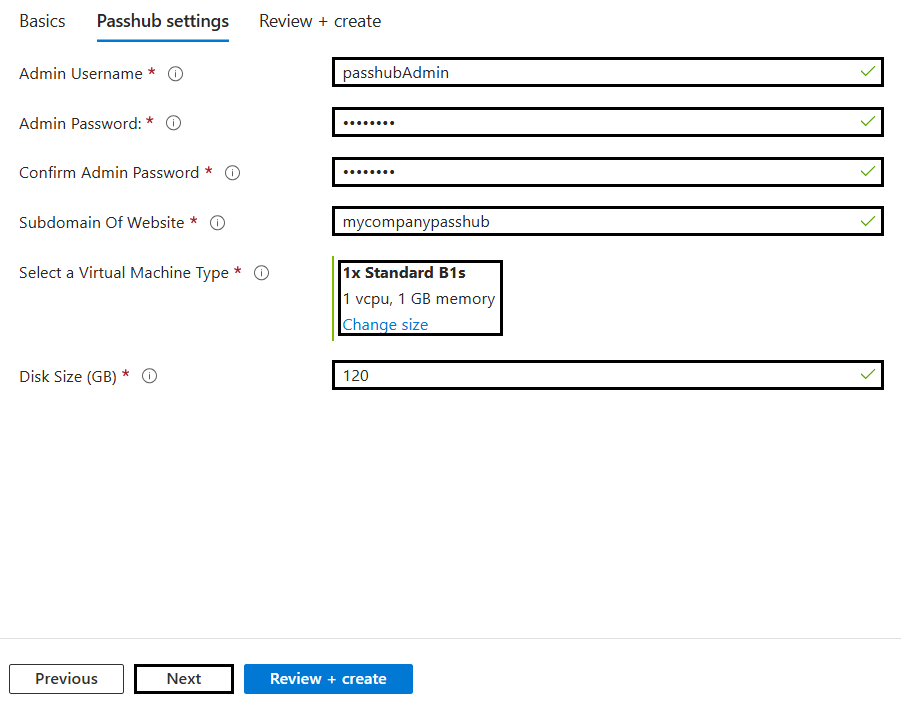 Basics Passhub settings Review + create
Admin Username * passhubAdmin
Admin Password: * ••••••••
Confirm Admin Password * ••••••••
Subdomain Of Website * mycompanypasshub
Select a Virtual Machine Type * 1x Standard B1s
1 vcpu, 1 GB memory
Change size
Disk Size (GB) * 120
Previous Next Review + create